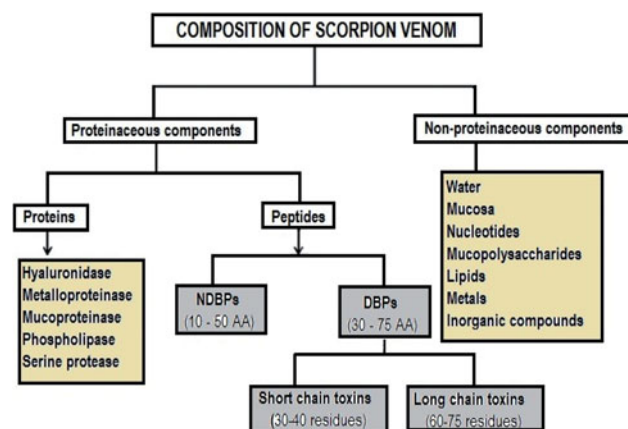 COMPOSITION OF SCORPION VENOM
Proteinaceous components
Non-proteinaceous components
Proteins
Peptides
Hyaluronidase
Metalloproteinase
Mucoproteinase
Phospholipase
Serine protease
NDBPs
(10 - 50 AA)
DBPs
(30 - 75 AA)
Short chain toxins
(30-40 residues)
Long chain toxins
(60-75 residues)
Water
Mucosa
Nucleotides
Mucopolysaccharides
Lipids
Metals
Inorganic compounds